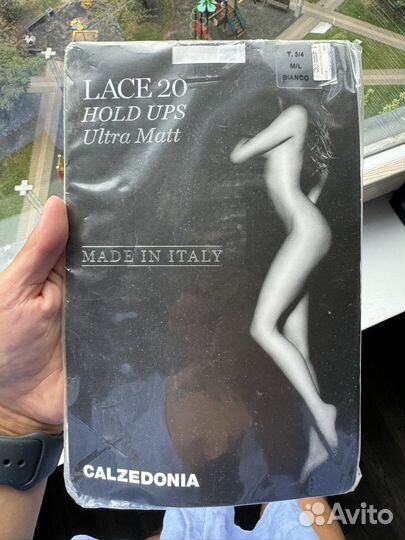 T. 3/4
M/L
BIANCO
LACE 20
HOLD UPS
Ultra Matt
MADE IN ITALY
CALZEDONIA
Avito